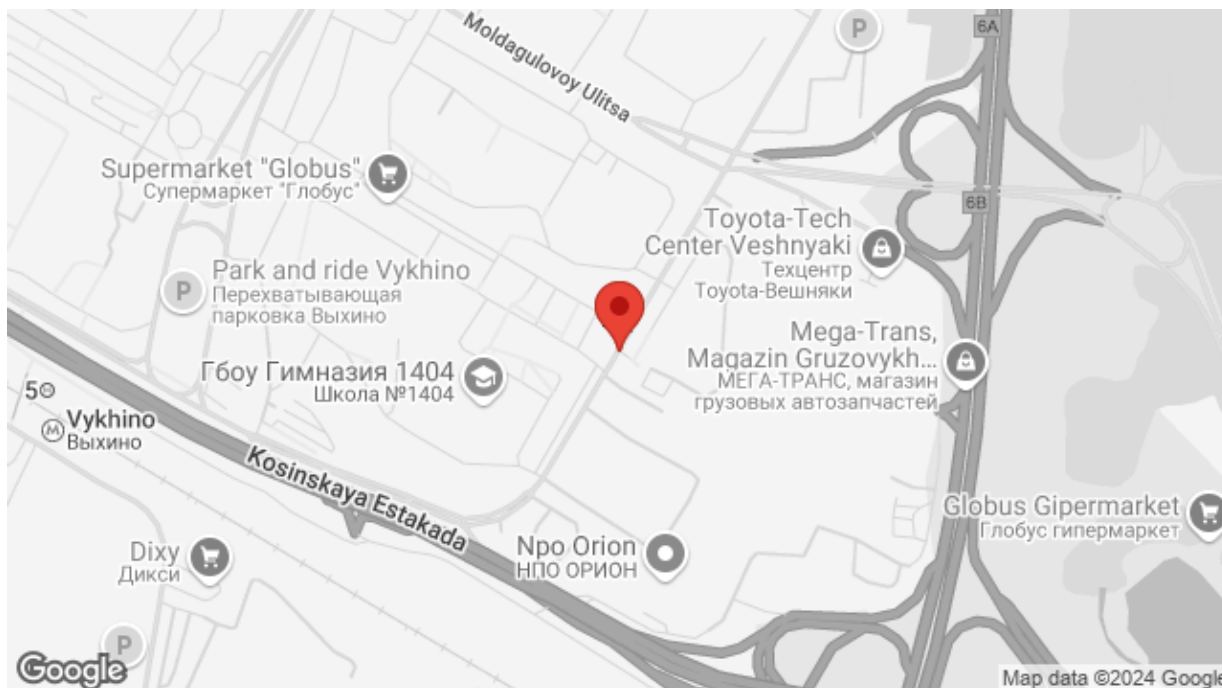 6A
P
Moldagulovoy Ulitsa
Supermarket "Globus"
Супермаркет "Глобус"
6B
Toyota-Tech
Center Veshnyaki
Техцентр
Toyota-Вешняки
P
Park and ride Vykhino
Перехватывающая
парковка Выхино
Mega-Trans,
Magazin Gruzovykh...
МЕГА-ТРАНС, магазин
грузовых автозапчастей
Гбоу Гимназия 1404
Школа №1404
5
M
Vykhino
Выхино
Kosinskaya Estakada
Globus Gipermarket
Глобус гипермаркет
Npo Orion
НПО ОРИОН
Dixy
Дикси
P
Google
Map data ©2024 Google